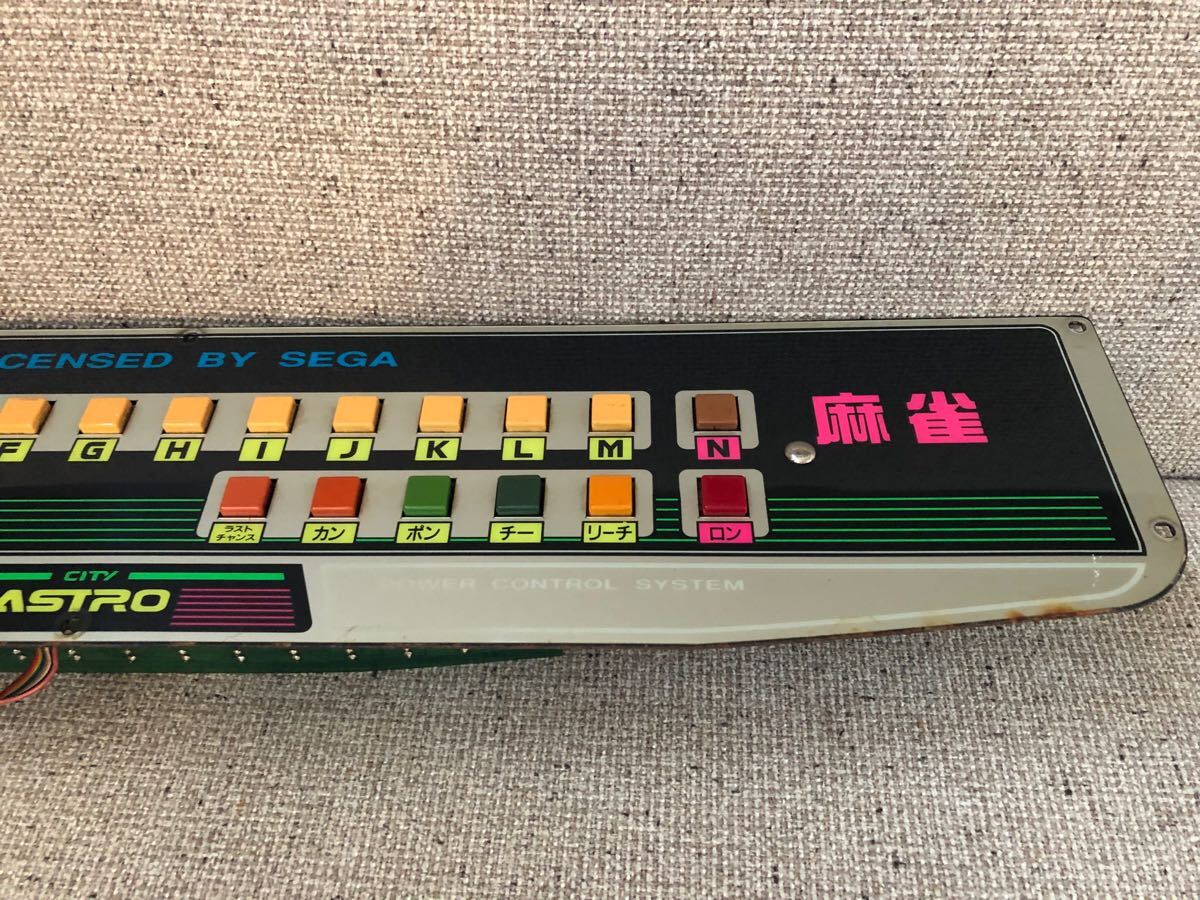 CENSED BY SEGA
F G H I J K L M N
麻雀
ラスト
チャンス
カン ポン チー リーチ ロン
CITY
ASTRO
POWER CONTROL SYSTEM